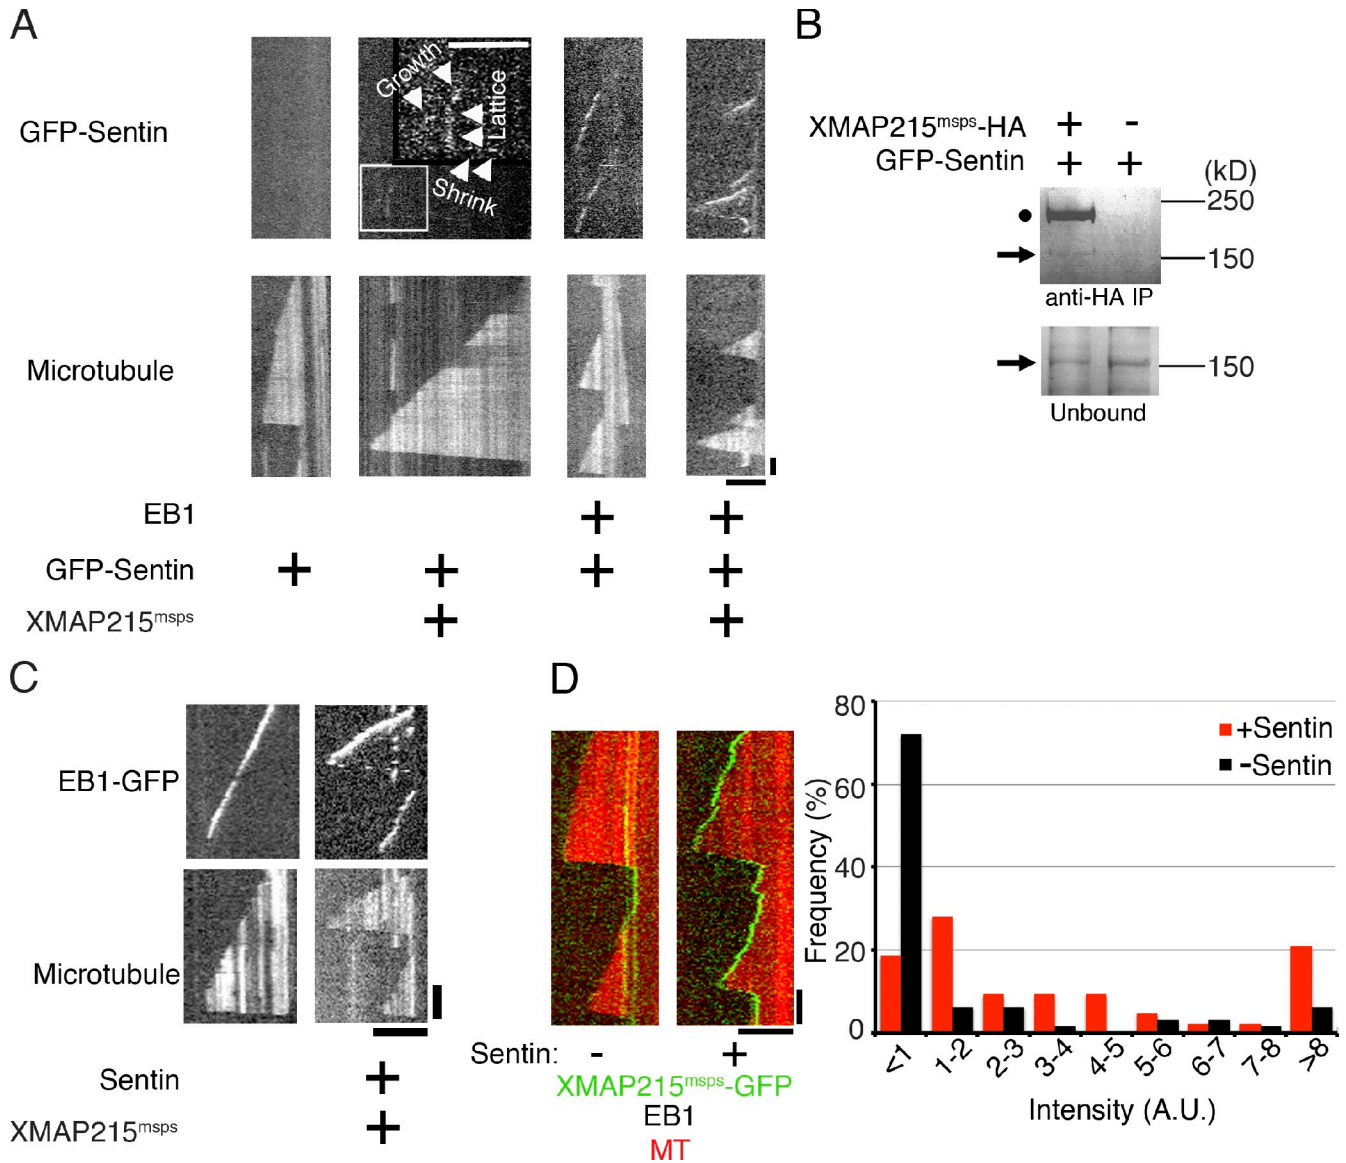 A
GFP-Sentin
Growth
Lattice
Shrink
Microtubule
EB1
+ +
GFP-Sentin
+ + + +
XMAP215msps
+ +
B
XMAP215msps-HA + -
GFP-Sentin + +
(kD)
250
150
anti-HA IP
150
Unbound
C
EB1-GFP
Microtubule
Sentin +
XMAP215msps +
D
Sentin: - +
XMAP215msps-GFP
EB1
MT
80
60
40
20
0
Frequency (%)
+Sentin
-Sentin
<1 1-2 2-3 3-4 4-5 5-6 6-7 7-8 >8
Intensity (A.U.)